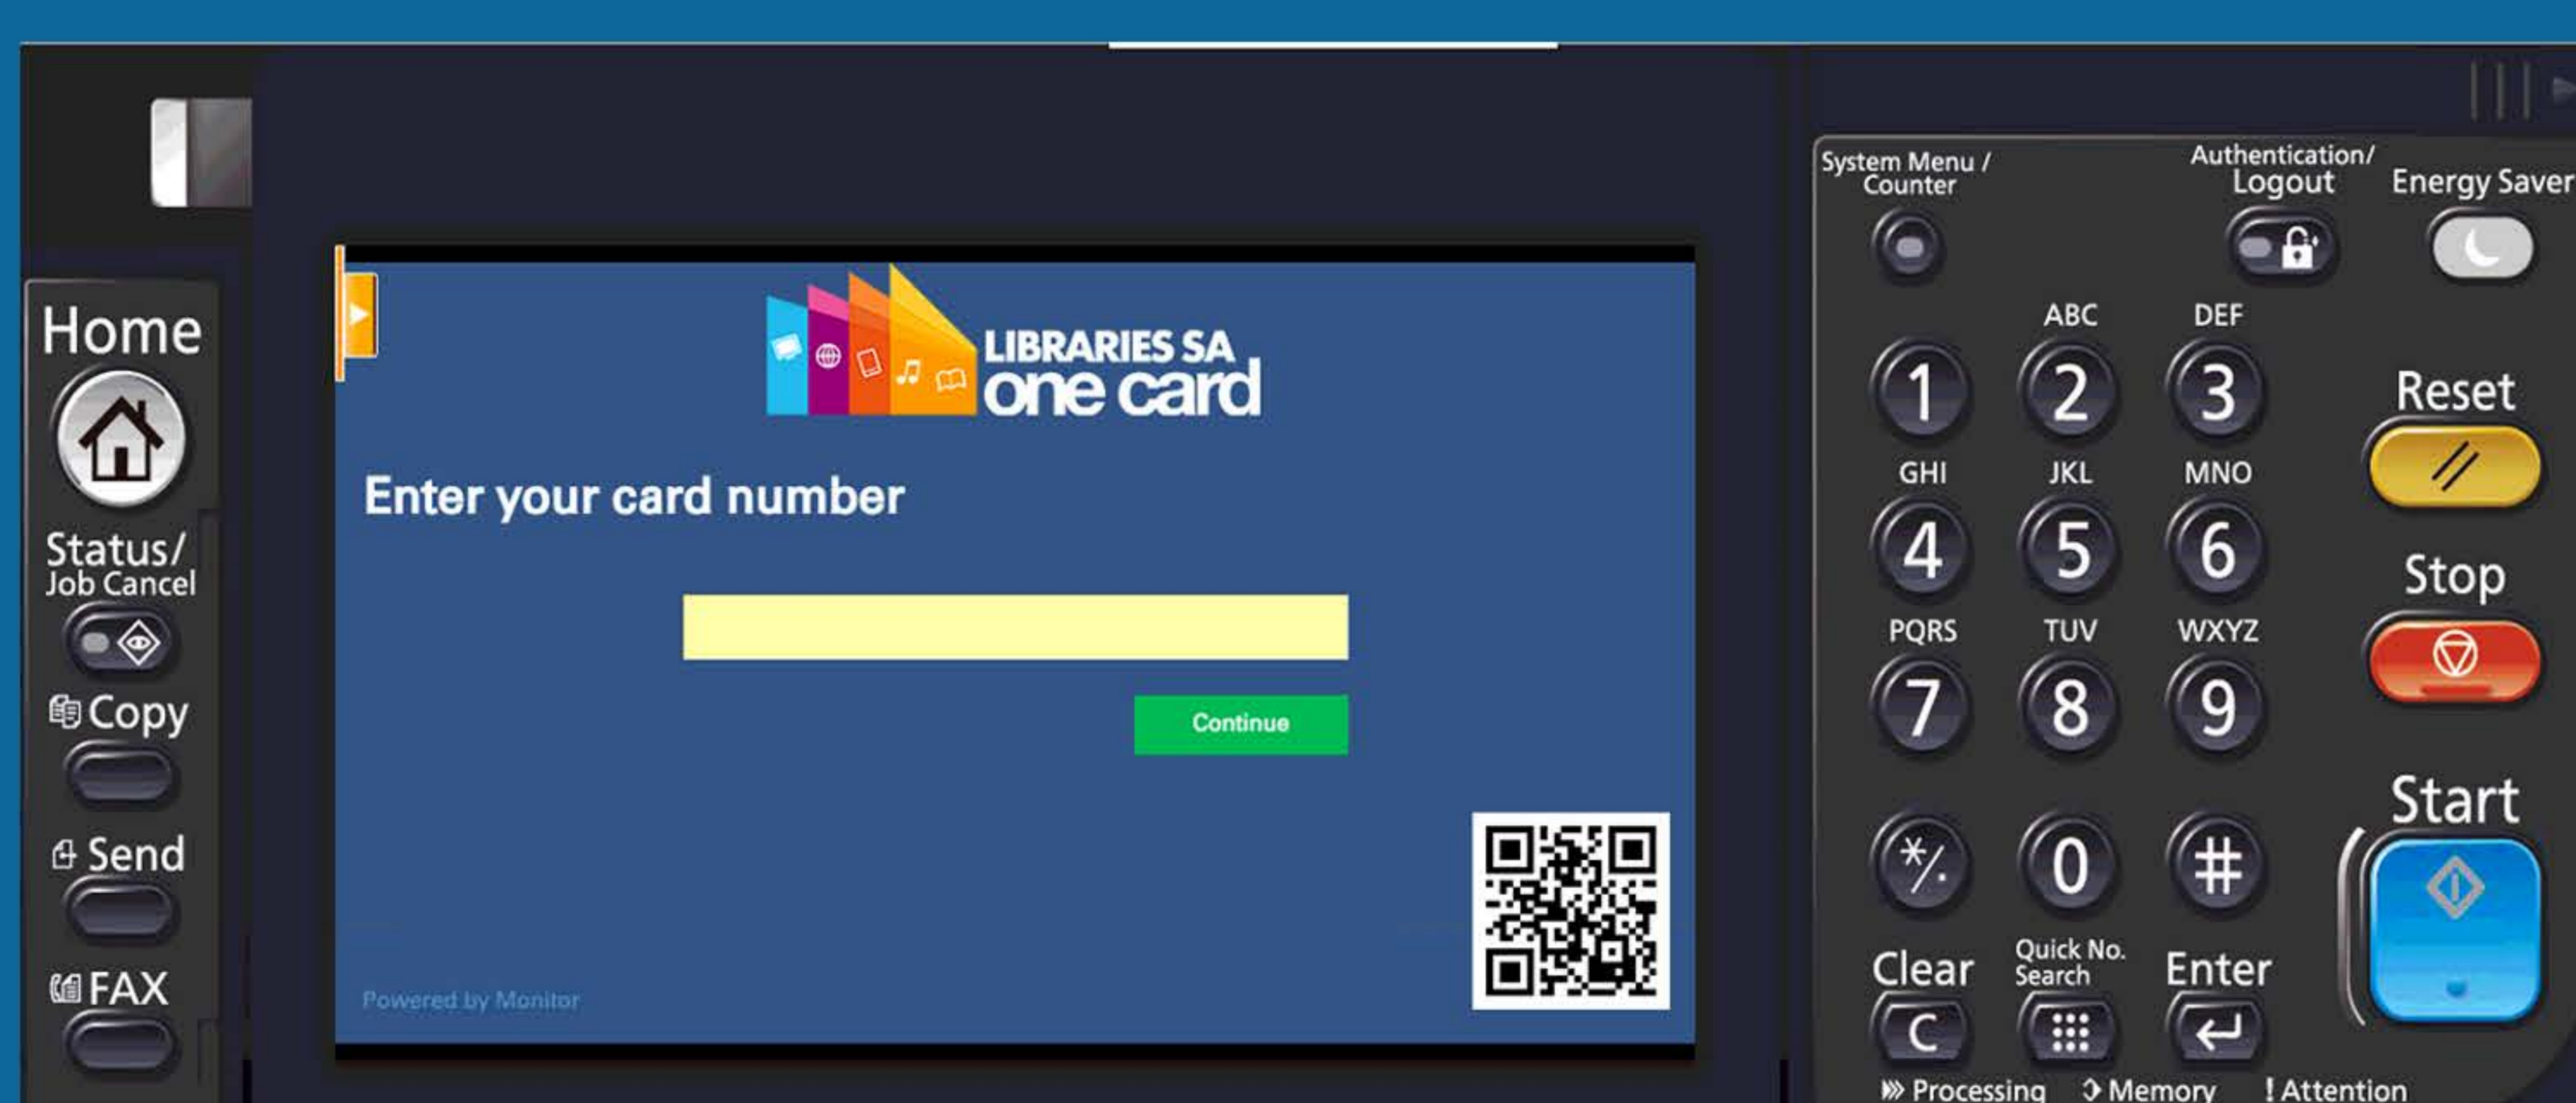 Home
Status/
Job Cancel
Copy
Send
FAX
LIBRARIES SA
one card
Enter your card number
Continue
Powered by Monitor
System Menu /
Counter
Authentication/
Logout
Energy Saver
ABC
DEF
1
2
3
Reset
GHI
JKL
MNO
4
5
6
Stop
PQRS
TUV
WXYZ
7
8
9
Start
*/.
0
#
Clear
Quick No.
Search
Enter
C
Processing
Memory
! Attention